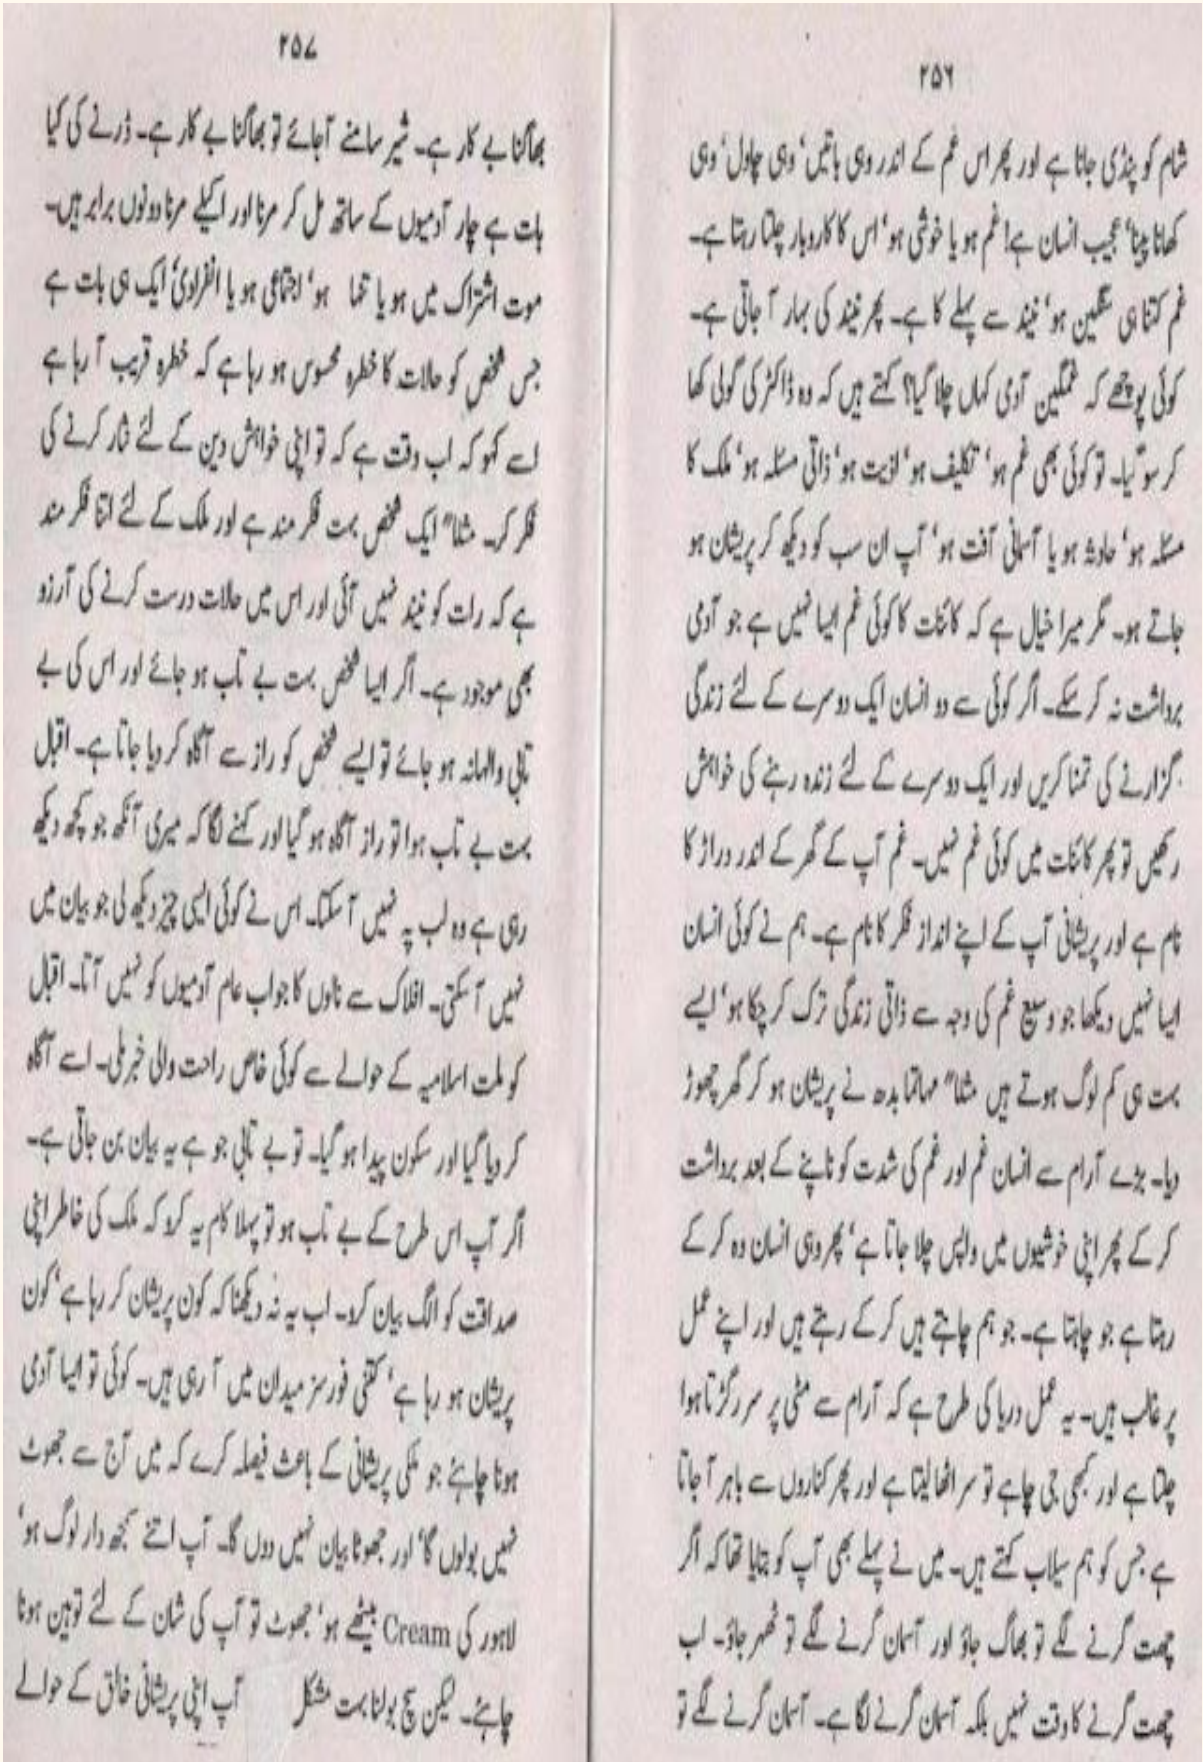 ۲۵۶
شام کو پنڈی جانا ہے اور پھر اس غم کے اندر وہی باتیں' وہی چاول' وہی
کھانا پینا' عجیب انسان ہے! غم ہو یا خوشی ہو' اس کا کاروبار چلتا رہتا ہے۔
غم کتنا ہی سنگین ہو' نیند سے پہلے کا ہے۔ پھر نیند کی بہار آ جاتی ہے۔
کوئی پوچھے کہ غمگین آدمی کہاں چلا گیا؟ کہتے ہیں کہ وہ ڈاکٹر کی گولی کھا
کر سو گیا۔ تو کوئی بھی غم ہو' تکلیف ہو' اذیت ہو' ذاتی مسئلہ ہو' ملک کا
مسئلہ ہو' حادثہ ہو یا آسمانی آفت ہو' آپ ان سب کو دیکھ کر پریشان ہو
جاتے ہو۔ مگر میرا خیال ہے کہ کائنات کا کوئی غم ایسا نہیں ہے جو آدمی
برداشت نہ کر سکے۔ اگر کوئی سے دو انسان ایک دوسرے کے لئے زندگی
گزارنے کی تمنا کریں اور ایک دوسرے کے لئے زندہ رہنے کی خواہش
رکھیں تو پھر کائنات میں کوئی غم نہیں۔ غم آپ کے گھر کے اندر دراڑ کا
نام ہے اور پریشانی آپ کے اپنے انداز فکر کا نام ہے۔ ہم نے کوئی انسان
ایسا نہیں دیکھا جو وسیع غم کی وجہ سے ذاتی زندگی ترک کر چکا ہو' ایسے
بہت ہی کم لوگ ہوتے ہیں مثلا" مہاتما بدھ نے پریشان ہو کر گھر چھوڑ
دیا۔ بڑے آرام سے انسان غم اور غم کی شدت کو ناپنے کے بعد برداشت
کر کے پھر اپنی خوشیوں میں واپس چلا جاتا ہے' پھر وہی انسان وہ کر کے
رہتا ہے جو چاہتا ہے۔ جو ہم چاہتے ہیں کر کے رہتے ہیں اور اپنے عمل
پر غالب ہیں۔ یہ عمل دریا کی طرح ہے کہ آرام سے مٹی پر سر رگڑتا ہوا
چلتا ہے اور کبھی جی چاہے تو سر اٹھا لیتا ہے اور پھر کناروں سے باہر آ جاتا
ہے جس کو ہم سیلاب کہتے ہیں۔ میں نے پہلے بھی آپ کو بتایا تھا کہ اگر
چھت گرنے لگے تو بھاگ جاؤ اور آسمان گرنے لگے تو ٹھہر جاؤ۔ اب
چھت گرنے کا وقت نہیں بلکہ آسمان گرنے لگا ہے۔ آسمان گرنے لگے تو
۲۵۷
بھاگنا بے کار ہے۔ شیر سامنے آ جائے تو بھاگنا بے کار ہے۔ ڈرنے کی کیا
بات ہے چار آدمیوں کے ساتھ مل کر مرنا اور اکیلے مرنا دونوں برابر ہیں۔
موت اشتراک میں ہو یا تنہا ہو' اجتماعی ہو یا انفرادی' ایک ہی بات ہے
جس شخص کو حالات کا خطرہ محسوس ہو رہا ہے کہ خطرہ قریب آ رہا ہے
اسے کہو کہ اب وقت ہے کہ تو اپنی خواہش دین کے لئے نثار کرنے کی
فکر کر۔ مثلا" ایک شخص بہت فکر مند ہے اور ملک کے لئے اتنا فکر مند
ہے کہ رات کو نیند نہیں آئی اور اس میں حالات درست کرنے کی آرزو
بھی موجود ہے۔ اگر ایسا شخص بہت بے تاب ہو جائے اور اس کی بے
تابی والہانہ ہو جائے تو ایسے شخص کو راز سے آگاہ کر دیا جاتا ہے۔ اقبال
بہت بے تاب ہوا تو راز آگاہ ہو گیا اور کہنے لگا کہ میری آنکھ جو کچھ دیکھ
رہی ہے وہ لب پہ نہیں آ سکتا۔ اس نے کوئی ایسی چیز دیکھ لی جو بیان میں
نہیں آ سکتی۔ افلاک سے نالوں کا جواب عام آدمیوں کو نہیں آتا۔ اقبال
کو ملت اسلامیہ کے حوالے سے کوئی خاص راحت والی خبر ملی۔ اسے آگاہ
کر دیا گیا اور سکون پیدا ہو گیا۔ تو بے تابی جو ہے یہ بیان بن جاتی ہے۔
اگر آپ اس طرح کے بے تاب ہو تو پہلا کام یہ کرو کہ ملک کی خاطر اپنی
صداقت کو الگ بیان کرو۔ اب یہ نہ دیکھنا کہ کون پریشان کر رہا ہے' کون
پریشان ہو رہا ہے' کتنی فورسز میدان میں آ رہی ہیں۔ کوئی تو ایسا آدمی
ہونا چاہئے جو ملکی پریشانی کے باعث فیصلہ کرے کہ میں آج سے جھوٹ
نہیں بولوں گا' اور جھوٹا بیان نہیں دوں گا۔ آپ اتنے سمجھ دار لوگ ہو'
لاہور کی Cream بیٹھے ہو' جھوٹ تو آپ کی شان کے لئے توہین ہونا
چاہئے۔ لیکن سچ بولنا بہت مشکل آپ اپنی پریشانی خالق کے حوالے